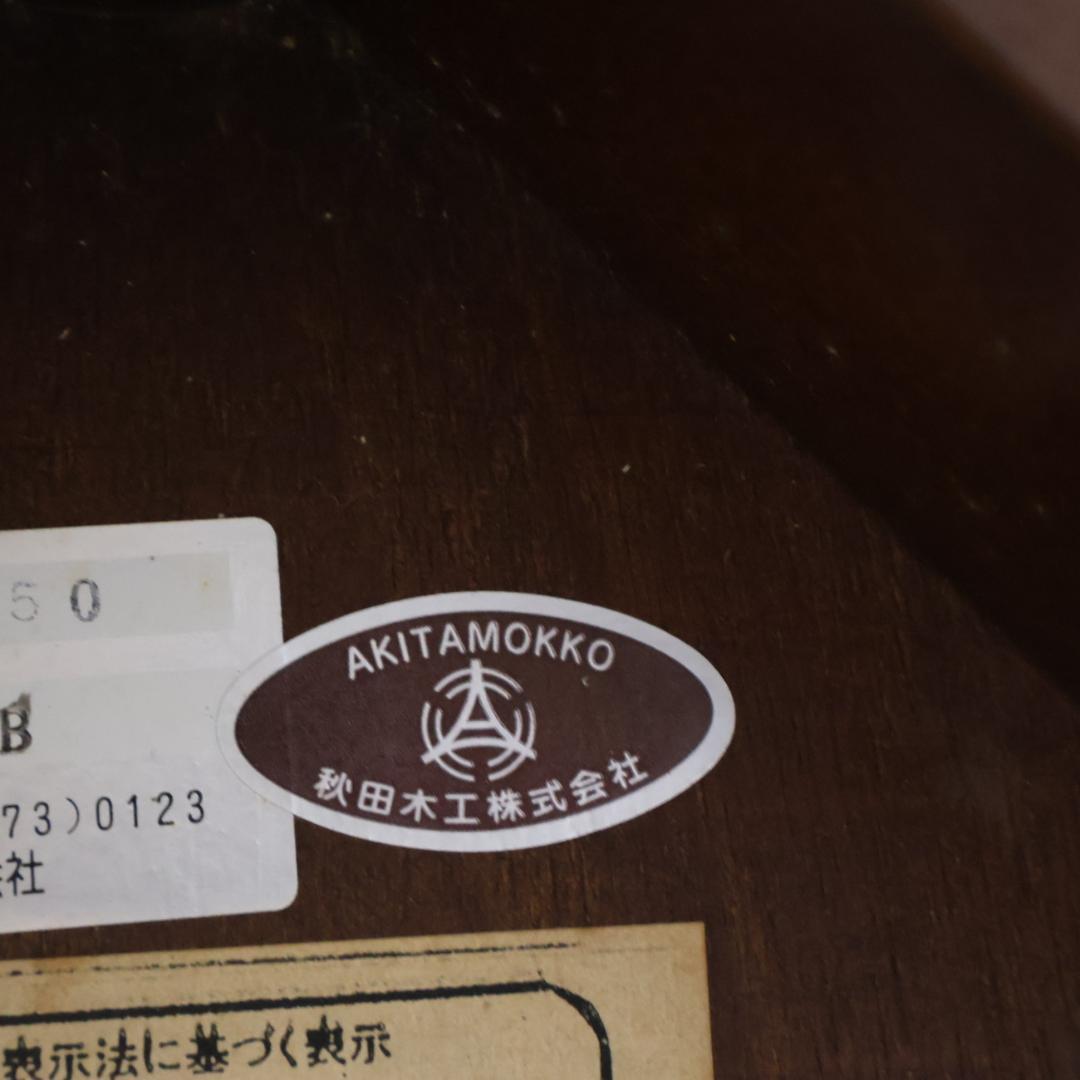 50
B
73)0123
会社
AKITAMOKKO
秋田木工株式会社
表示法に基づく表示